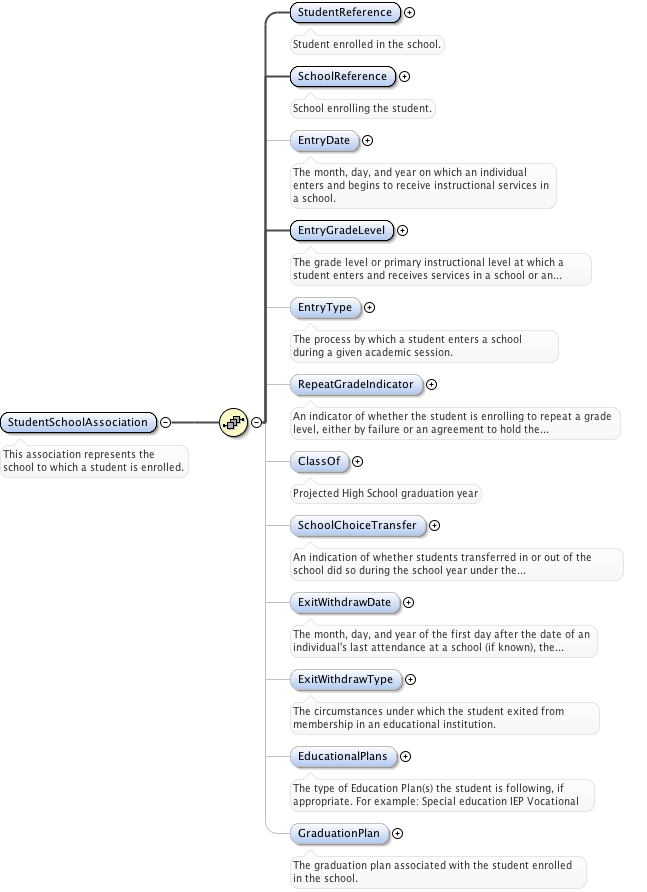 StudentReference
Student enrolled in the school.
SchoolReference
School enrolling the student.
EntryDate
The month, day, and year on which an individual
enters and begins to receive instructional services in
a school.
EntryGradeLevel
The grade level or primary instructional level at which a
student enters and receives services in a school or an...
EntryType
The process by which a student enters a school
during a given academic session.
RepeatGradeIndicator
An indicator of whether the student is enrolling to repeat a grade
level, either by failure or an agreement to hold the...
StudentSchoolAssociation
This association represents the
school to which a student is enrolled.
ClassOf
Projected High School graduation year
SchoolChoiceTransfer
An indication of whether students transferred in or out of the
school did so during the school year under the...
ExitWithdrawDate
The month, day, and year of the first day after the date of an
individual's last attendance at a school (if known), the...
ExitWithdrawType
The circumstances under which the student exited from
membership in an educational institution.
EducationalPlans
The type of Education Plan(s) the student is following, if
appropriate. For example: Special education IEP Vocational
GraduationPlan
The graduation plan associated with the student enrolled
in the school.